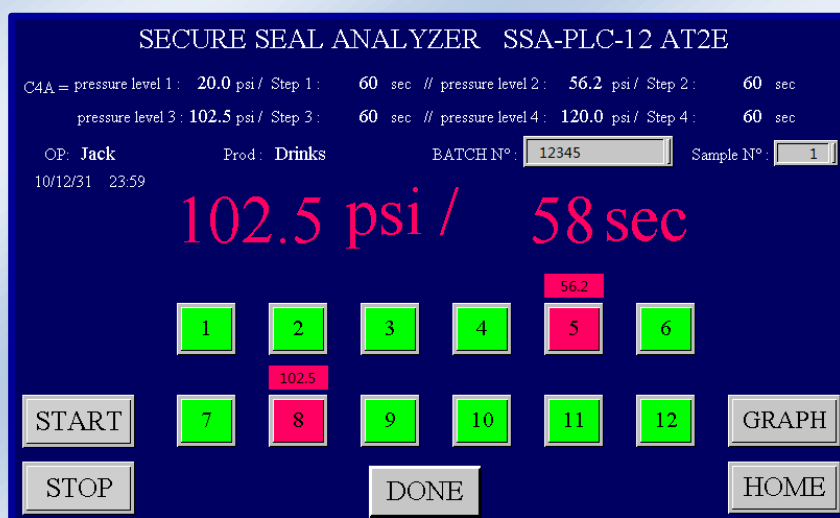 SECURE SEAL ANALYZER SSA-PLC-12 AT2E
C4A = pressure level 1 : 20.0 psi / Step 1 : 60 sec // pressure level 2 : 56.2 psi / Step 2 : 60 sec
pressure level 3 : 102.5 psi / Step 3 : 60 sec // pressure level 4 : 120.0 psi / Step 4 : 60 sec
OP: Jack Prod : Drinks BATCH Nº : 12345 Sample Nº : 1
10/12/31 23:59
102.5 psi / 58 sec
56.2
1 2 3 4 5 6
102.5
START 7 8 9 10 11 12 GRAPH
STOP DONE HOME